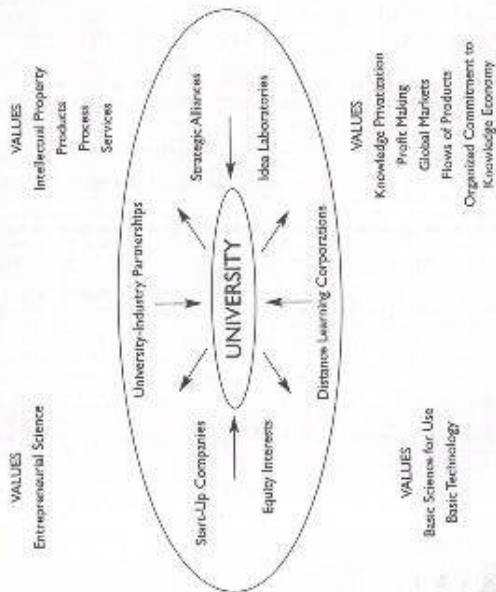 VALUES
Entrepreneurial Science
VALUES
Intellectual Property
Products
Process
Services
University-Industry Partnerships
Start-Up Companies
Strategic Alliances
UNIVERSITY
Equity Interests
Idea Laboratories
Distance Learning Corporations
VALUES
Basic Science for Use
Basic Technology
VALUES
Knowledge Privatization
Profit Making
Global Markets
Flows of Products
Organized Commitment to
Knowledge Economy